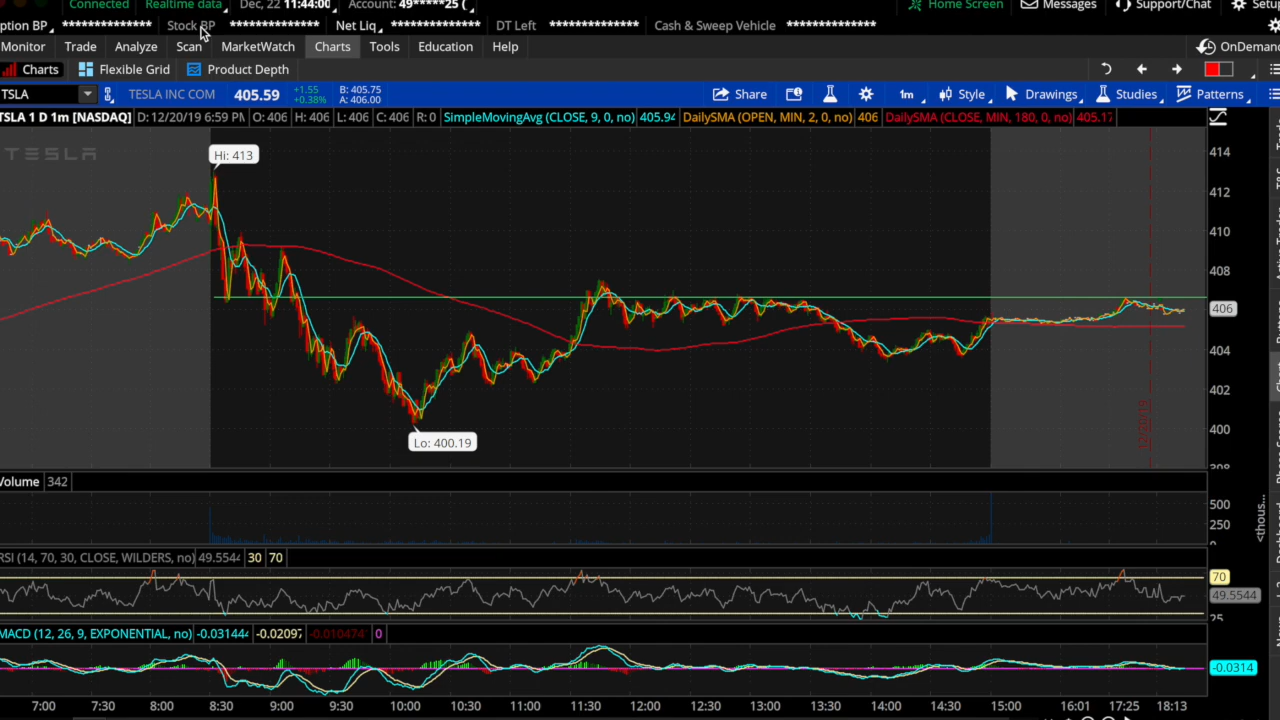 Connected Realtime data Dec, 22 11:44:00 Account: 49*****25 ( Home Screen Messages Support/Chat Setup
ption BP ************** Stock BP ************** Net Liq ************** DT Left ************** Cash & Sweep Vehicle **************
Monitor Trade Analyze Scan MarketWatch Charts Tools Education Help OnDeman
Charts Flexible Grid Product Depth
TSLA TESLA INC COM 405.59 +1.55 +0.38% B: 405.75 A: 406.00 Share 1m Style Drawings Studies Patterns
TSLA 1 D 1m [NASDAQ] D: 12/20/19 6:59 PM O: 406 H: 406 L: 406 C: 406 R: 0 SimpleMovingAvg (CLOSE, 9, 0, no) 405.94 DailySMA (OPEN, MIN, 2, 0, no) 406 DailySMA (CLOSE, MIN, 180, 0, no) 405.17
TESLA
Hi: 413
414
412
410
408
406
404
402
400
Lo: 400.19
Volume 342
500
250
0
<thous...
RSI (14, 70, 30, CLOSE, WILDERS, no) 49.5544 30 70
70
49.5544
25
MACD (12, 26, 9, EXPONENTIAL, no) -0.03144 -0.02097 -0.010474 0
-0.0314
7:00 7:30 8:00 8:30 9:00 9:30 10:00 10:30 11:00 11:30 12:00 12:30 13:00 13:30 14:00 14:30 15:00 16:01 17:25 18:13